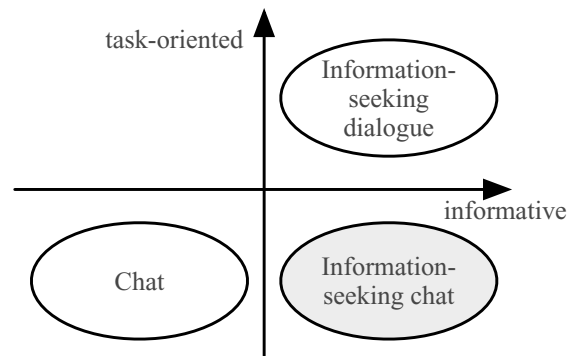 task-oriented
Information-
seeking
dialogue
informative
Chat
Information-
seeking chat